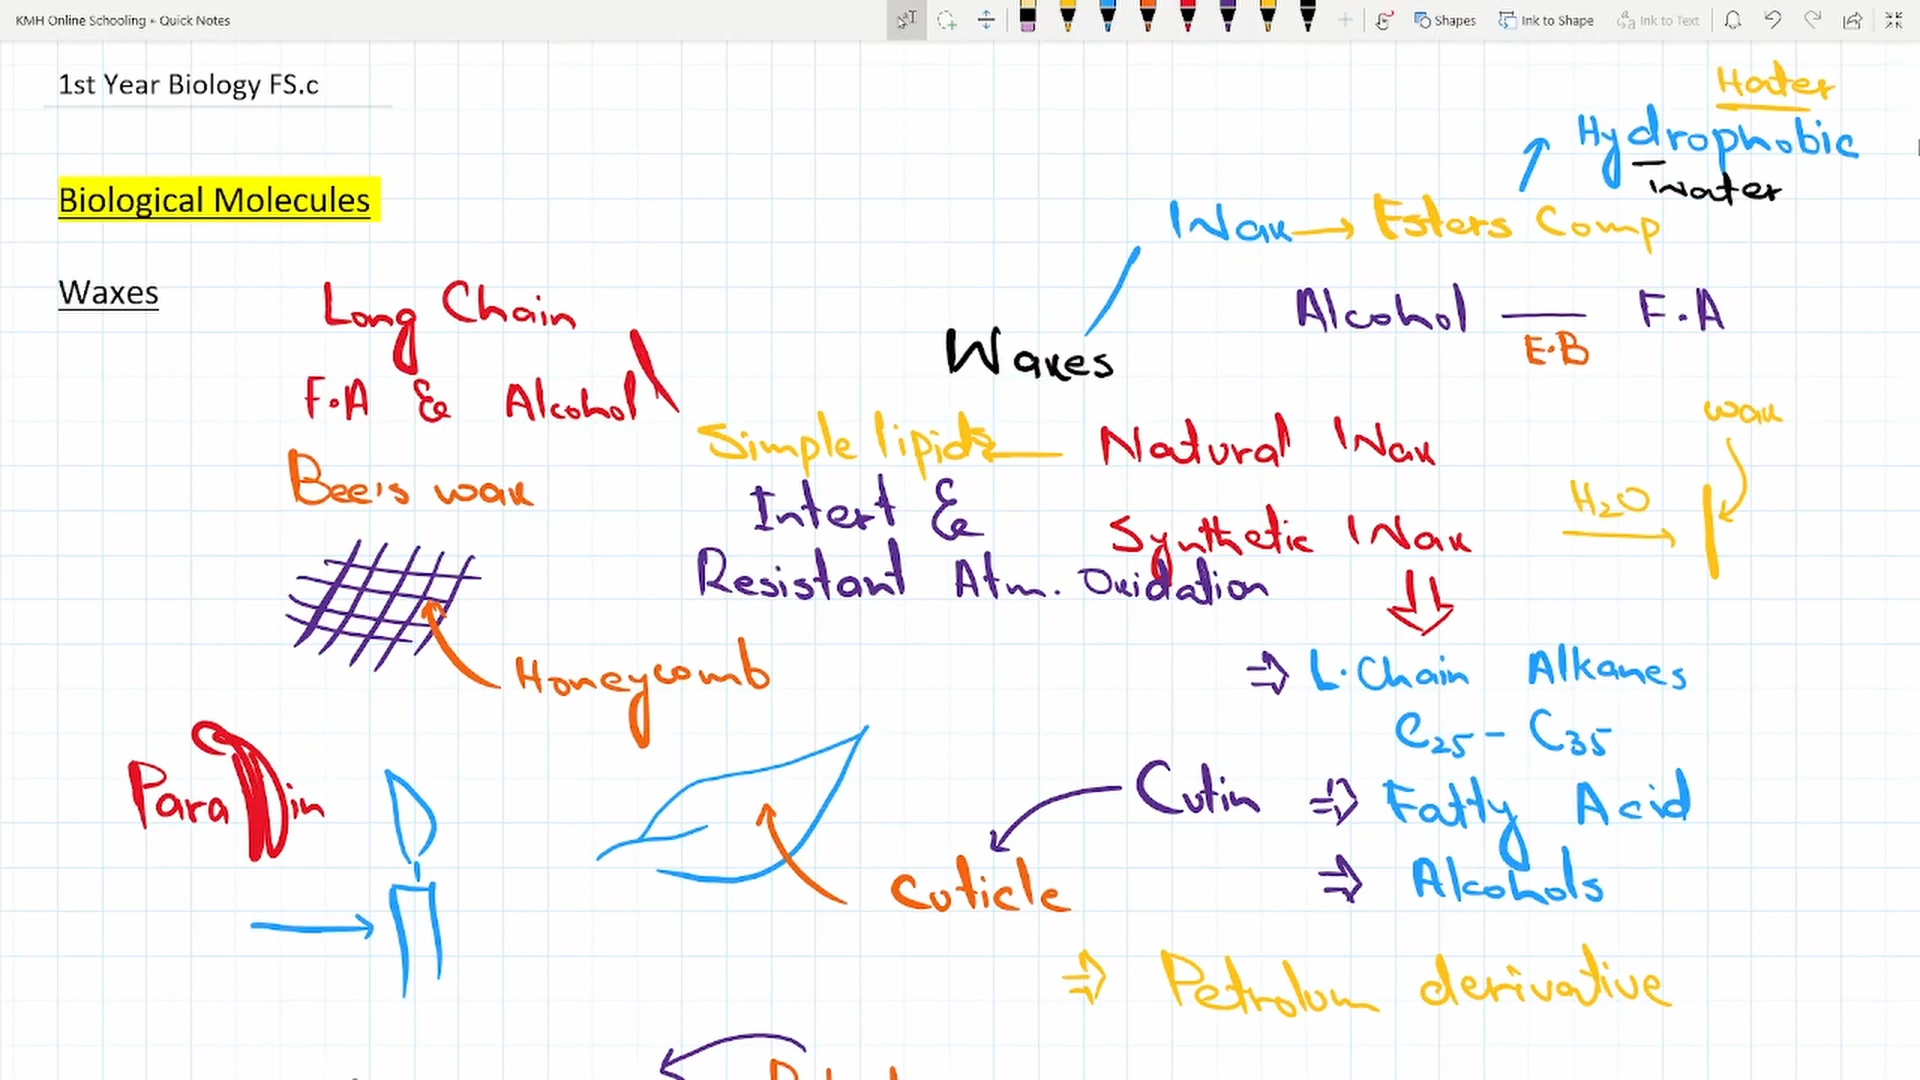 KMH Online Schooling » Quick Notes
Shapes
Ink to Shape
Ink to Text
1st Year Biology FS.c
Biological Molecules
Waxes
Hater
Hydrophobic
Water
Wax → Esters Comp
Alcohol — F.A
E.B
Waxes
Long Chain
F.A & Alcohol
Bee's wax
Honeycomb
Simple lipids ← Natural Wax
Intert &
Resistant Atm. Oxidation
Synthetic Wax
wax
H2O
⇒ L.Chain Alkanes
C25 - C35
Cutin ⇒ Fatty Acid
⇒ Alcohols
Cuticle
Paraffin
⇒ Petrolum derivative